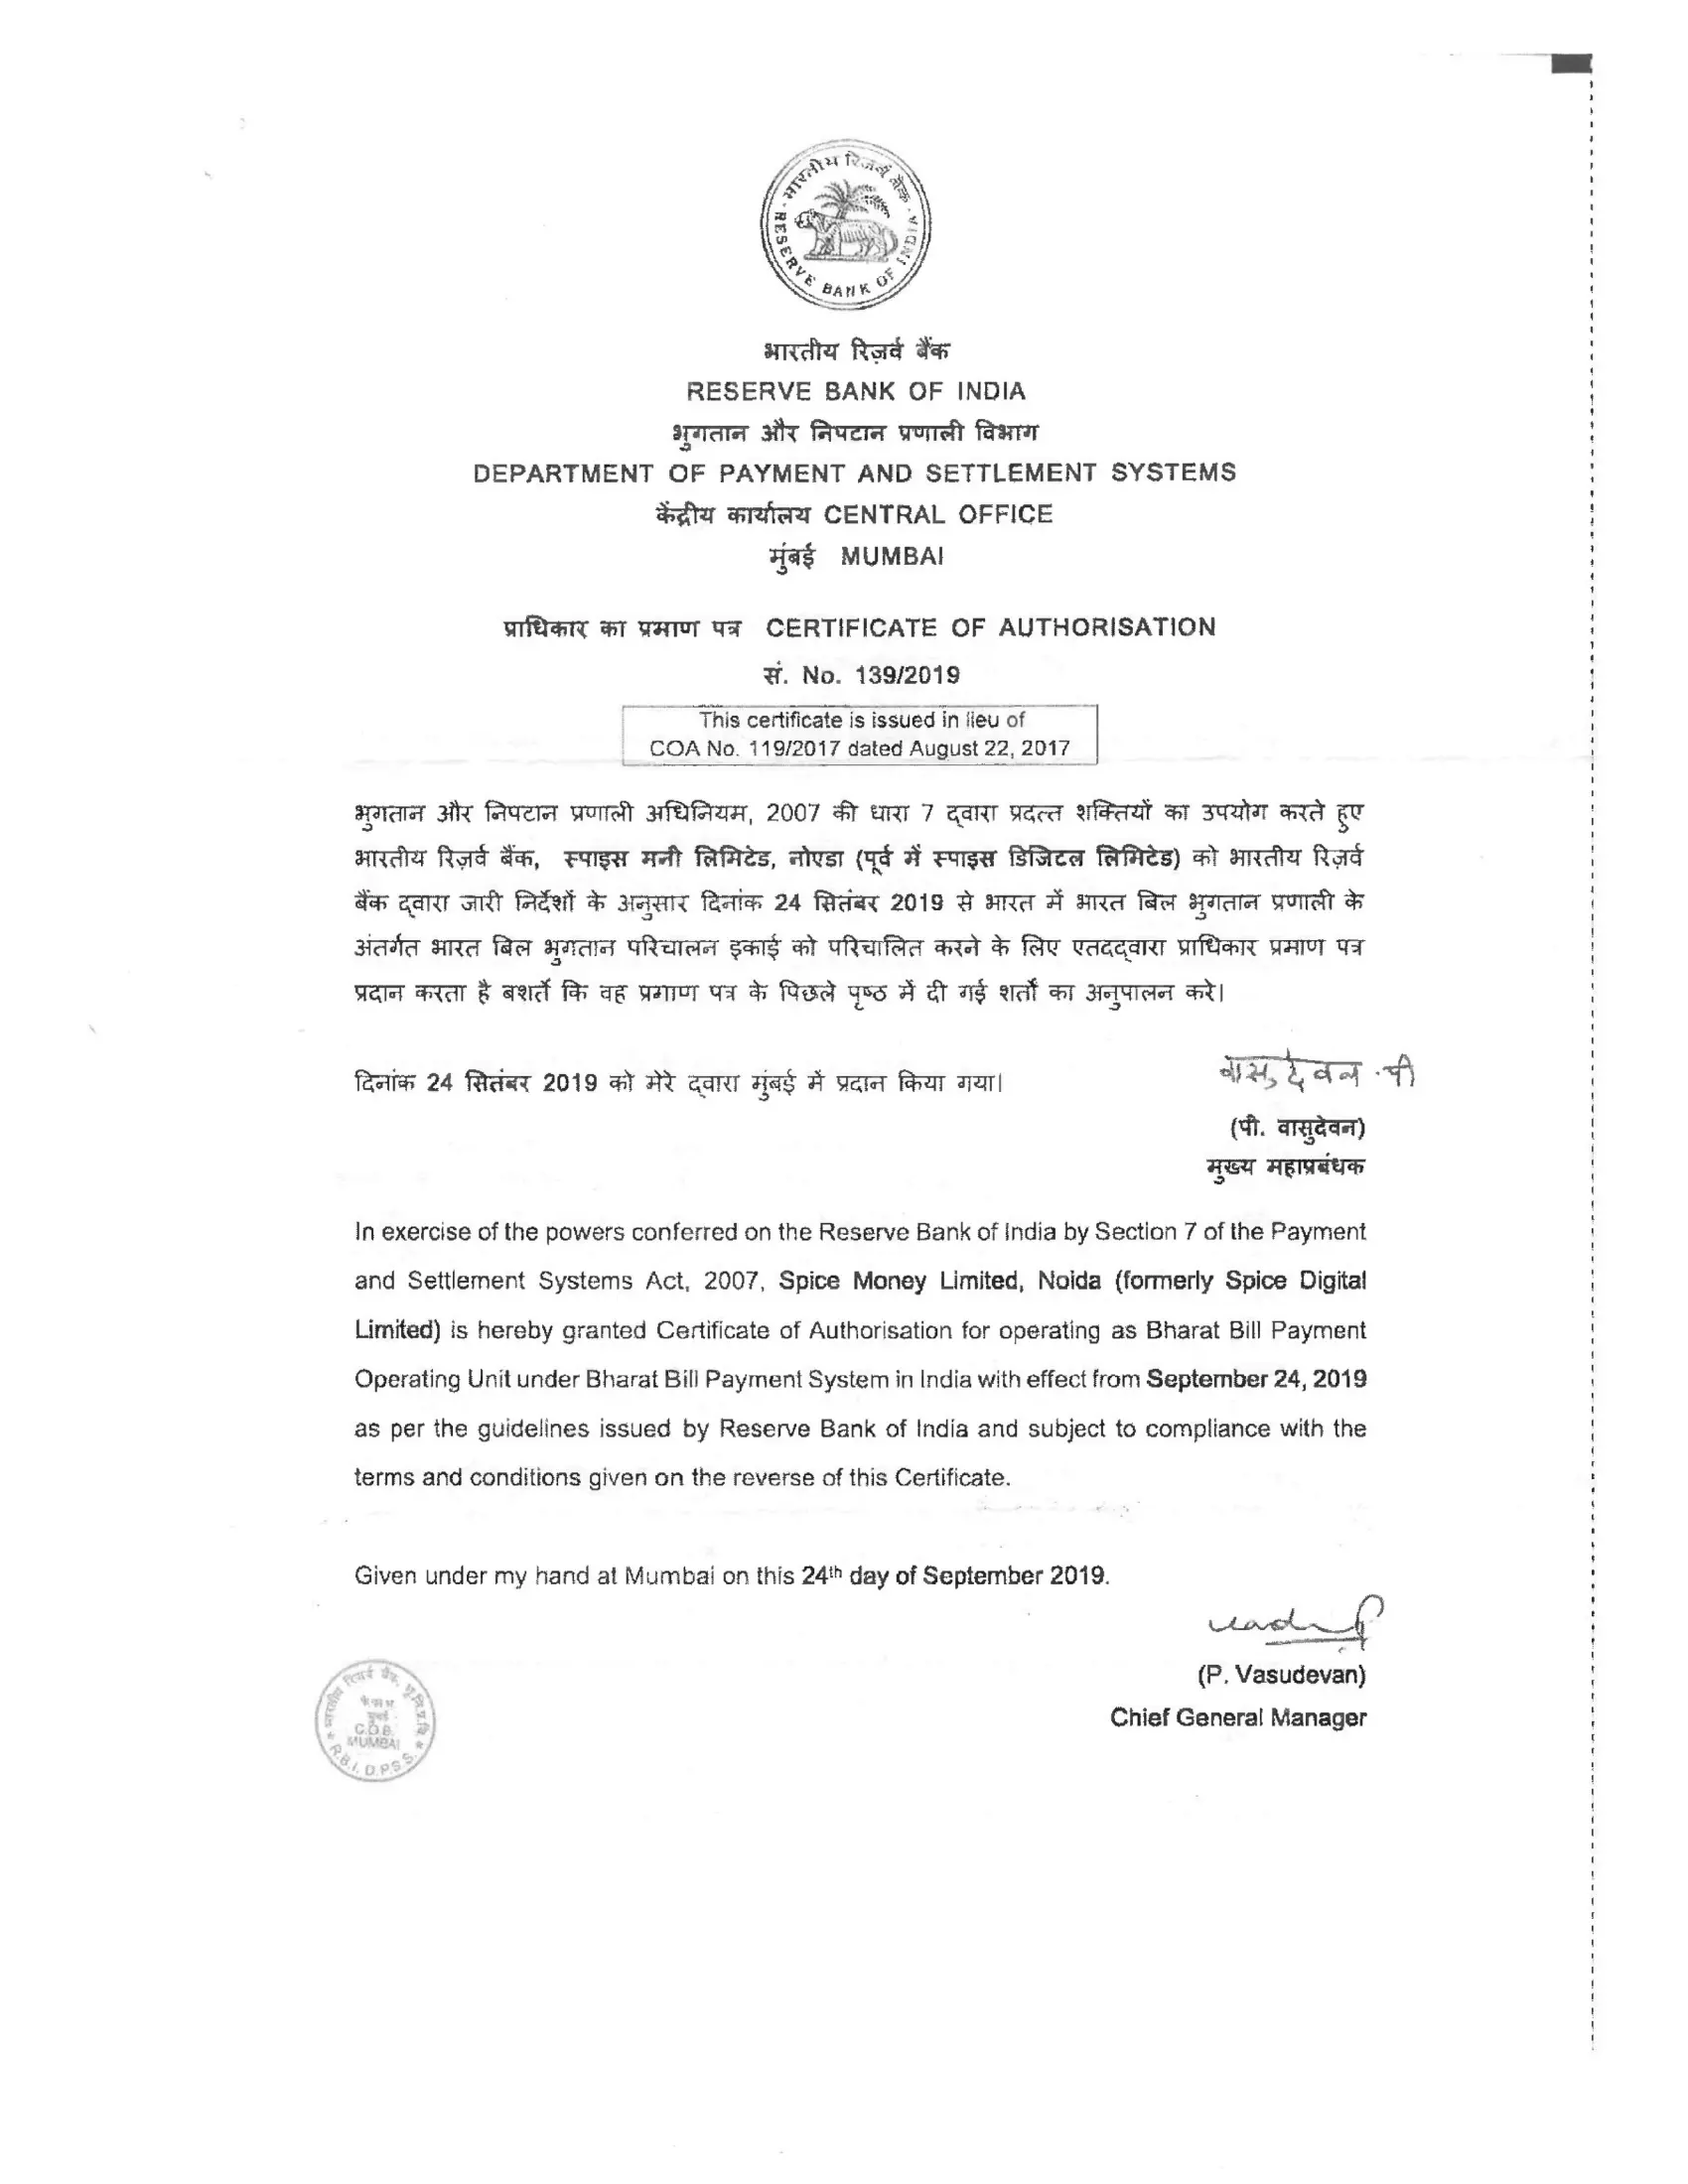 भारतीय रिज़र्व बैंक
RESERVE BANK OF INDIA
भारतीय रिज़र्व बैंक
RESERVE BANK OF INDIA
भुगतान और निपटान प्रणाली विभाग
DEPARTMENT OF PAYMENT AND SETTLEMENT SYSTEMS
केंद्रीय कार्यालय CENTRAL OFFICE
मुंबई MUMBAI
प्राधिकार का प्रमाण पत्र CERTIFICATE OF AUTHORISATION
सं. No. 139/2019
This certificate is issued in lieu of
COA No. 119/2017 dated August 22, 2017
भुगतान और निपटान प्रणाली अधिनियम, 2007 की धारा 7 द्वारा प्रदत्त शक्तियों का उपयोग करते हुए
भारतीय रिज़र्व बैंक, स्पाइस मनी लिमिटेड, नोएडा (पूर्व में स्पाइस डिजिटल लिमिटेड) को भारतीय रिज़र्व
बैंक द्वारा जारी निर्देशों के अनुसार दिनांक 24 सितंबर 2019 से भारत में भारत बिल भुगतान प्रणाली के
अंतर्गत भारत बिल भुगतान परिचालन इकाई को परिचालित करने के लिए एतदद्वारा प्राधिकार प्रमाण पत्र
प्रदान करता है बशर्ते कि वह प्रमाण पत्र के पिछले पृष्ठ में दी गई शर्तों का अनुपालन करे।
वासुदेवन .पी
दिनांक 24 सितंबर 2019 को मेरे द्वारा मुंबई में प्रदान किया गया।
(पी. वासुदेवन)
मुख्य महाप्रबंधक
In exercise of the powers conferred on the Reserve Bank of India by Section 7 of the Payment
and Settlement Systems Act, 2007, Spice Money Limited, Noida (formerly Spice Digital
Limited) is hereby granted Certificate of Authorisation for operating as Bharat Bill Payment
Operating Unit under Bharat Bill Payment System in India with effect from September 24, 2019
as per the guidelines issued by Reserve Bank of India and subject to compliance with the
terms and conditions given on the reverse of this Certificate.
Given under my hand at Mumbai on this 24th day of September 2019.
(P. Vasudevan)
Chief General Manager
भारतीय रिज़र्व बैंक,
मुंबई
MUMBAI
R.B.I. D.P.S.S.